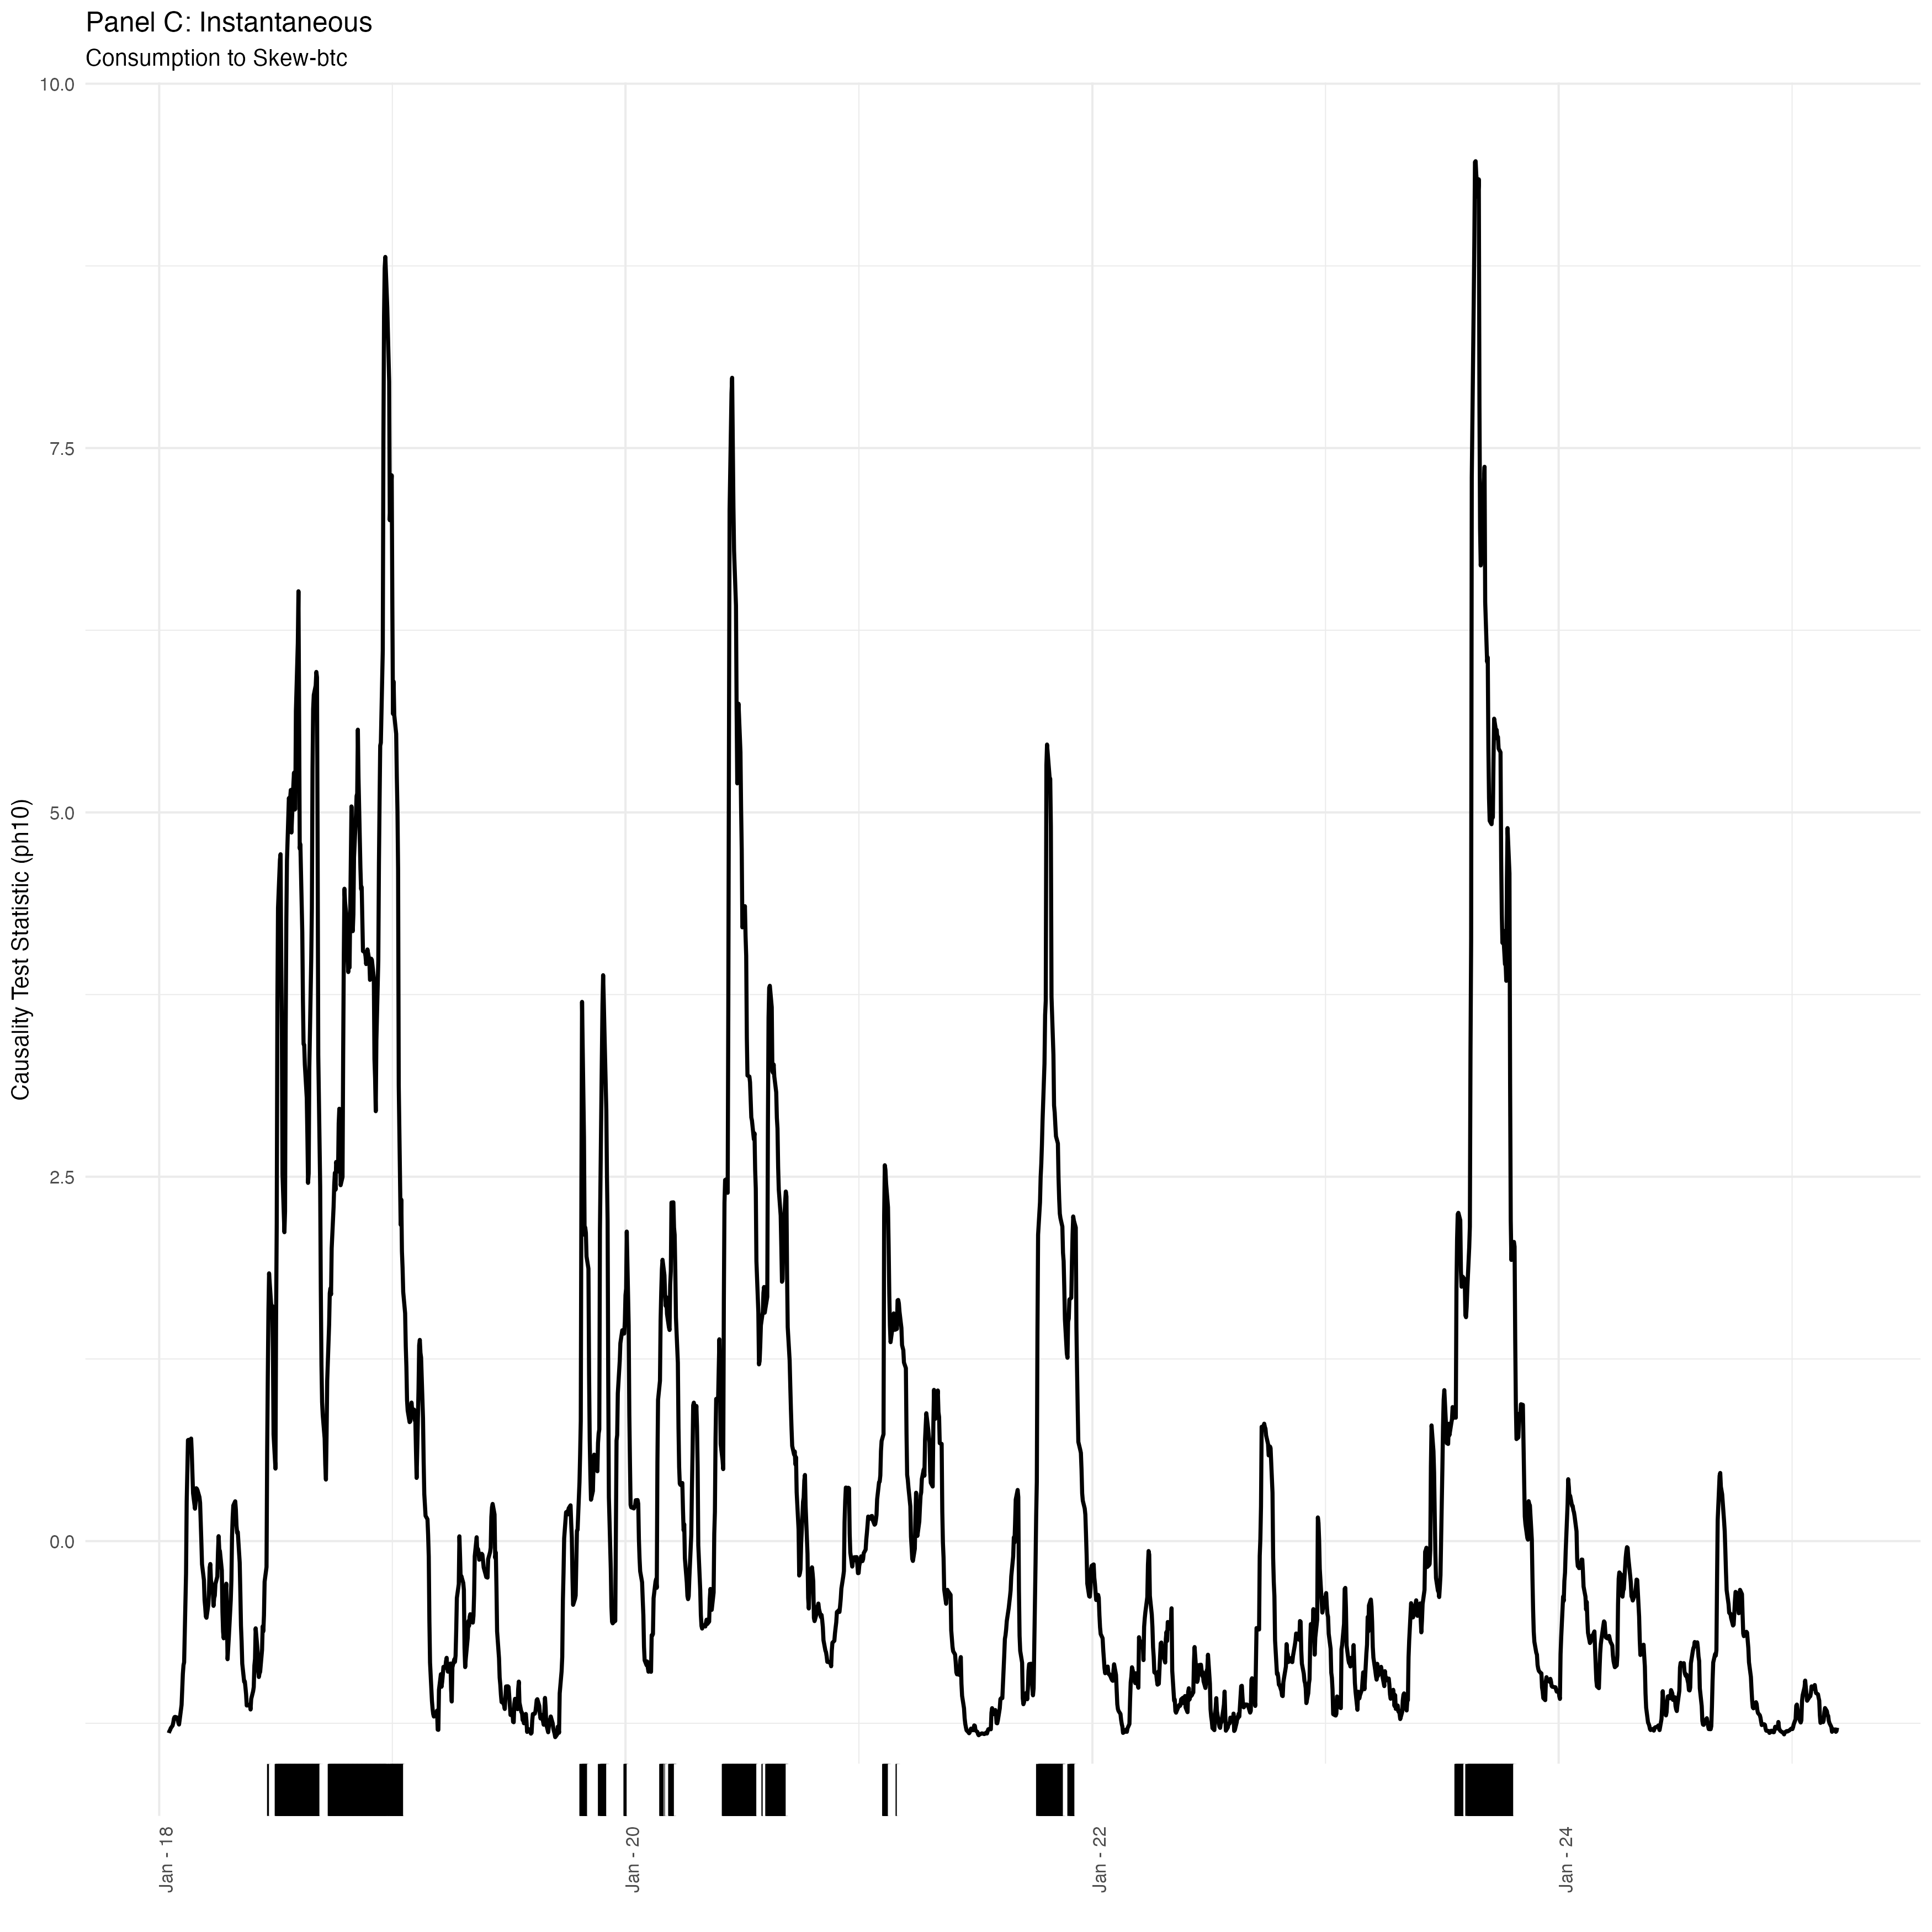 Panel C: Instantaneous
Consumption to Skew-btc
10.0
7.5
5.0
2.5
0.0
Causality Test Statistic (ph10)
Jan - 18
Jan - 20
Jan - 22
Jan - 24